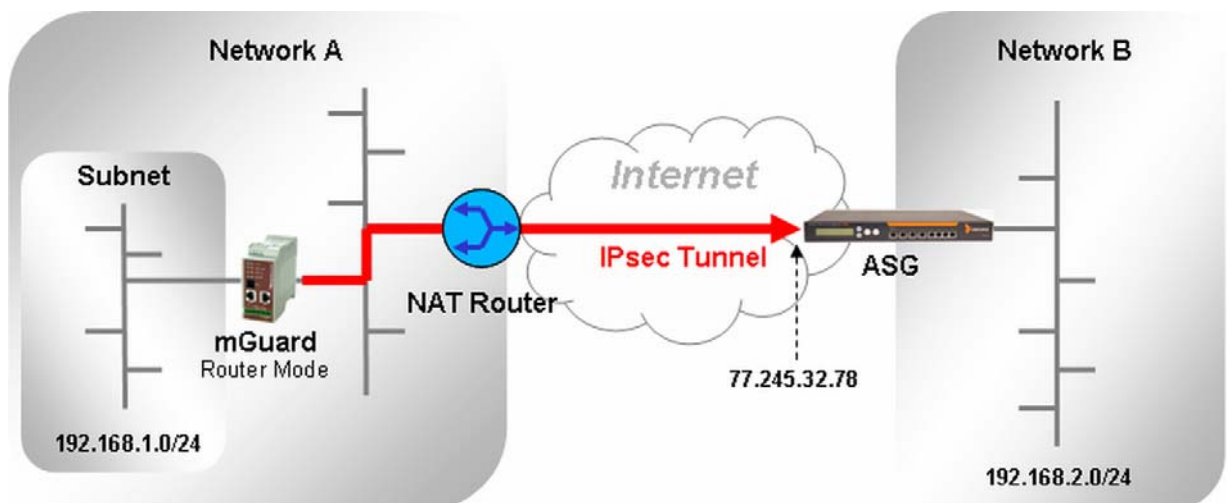 Network A
Subnet
mGuard
Router Mode
192.168.1.0/24
NAT Router
Internet
IPsec Tunnel
77.245.32.78
ASG
Network B
192.168.2.0/24